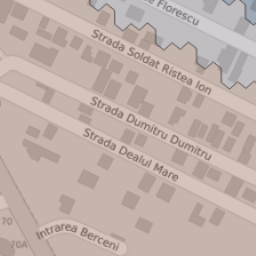 Florescu
Strada Soldat Ristea Ion
Strada Dumitru Dumitru
Strada Dealul Mare
70
Intrarea Berceni
70A